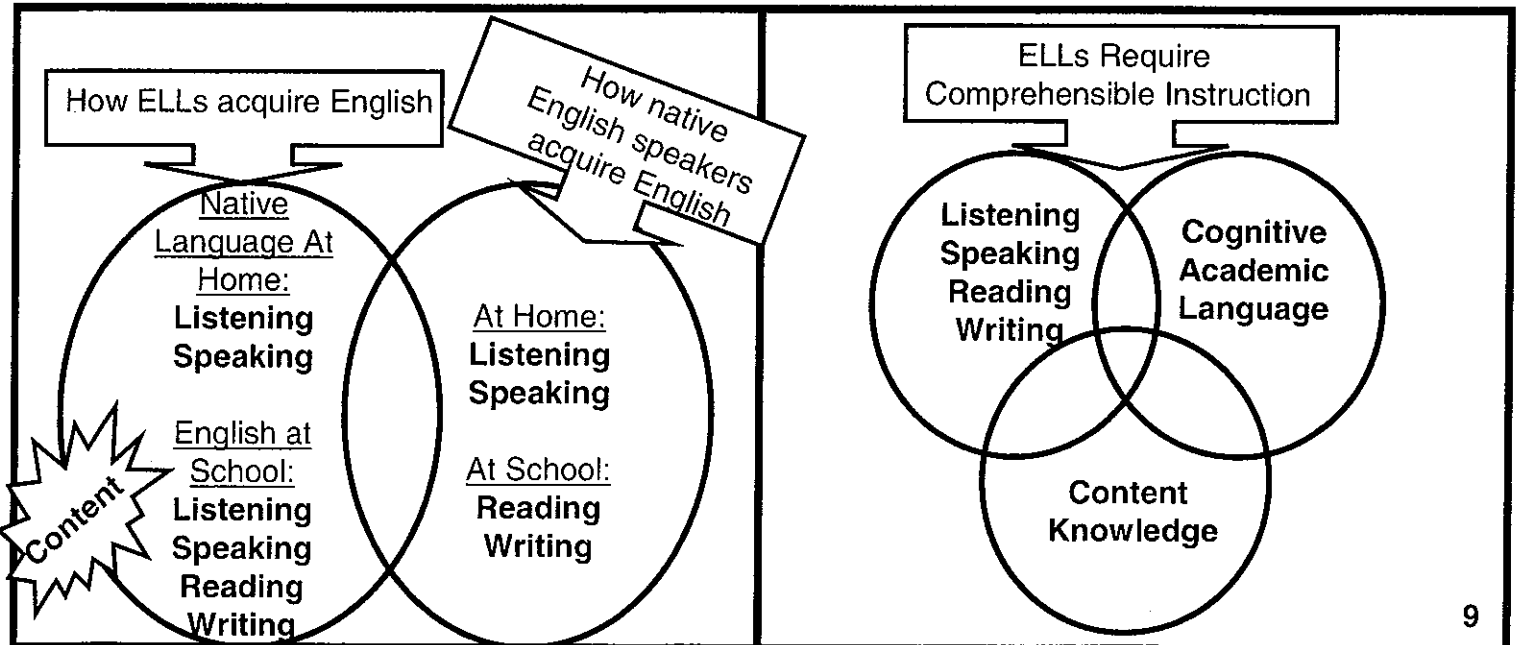 How ELLs acquire English
Native
Language At
Home:
Listening
Speaking
English at
School:
Listening
Speaking
Reading
Writing
Content
How native
English speakers
acquire English
At Home:
Listening
Speaking
At School:
Reading
Writing
ELLs Require
Comprehensible Instruction
Listening
Speaking
Reading
Writing
Cognitive
Academic
Language
Content
Knowledge
9